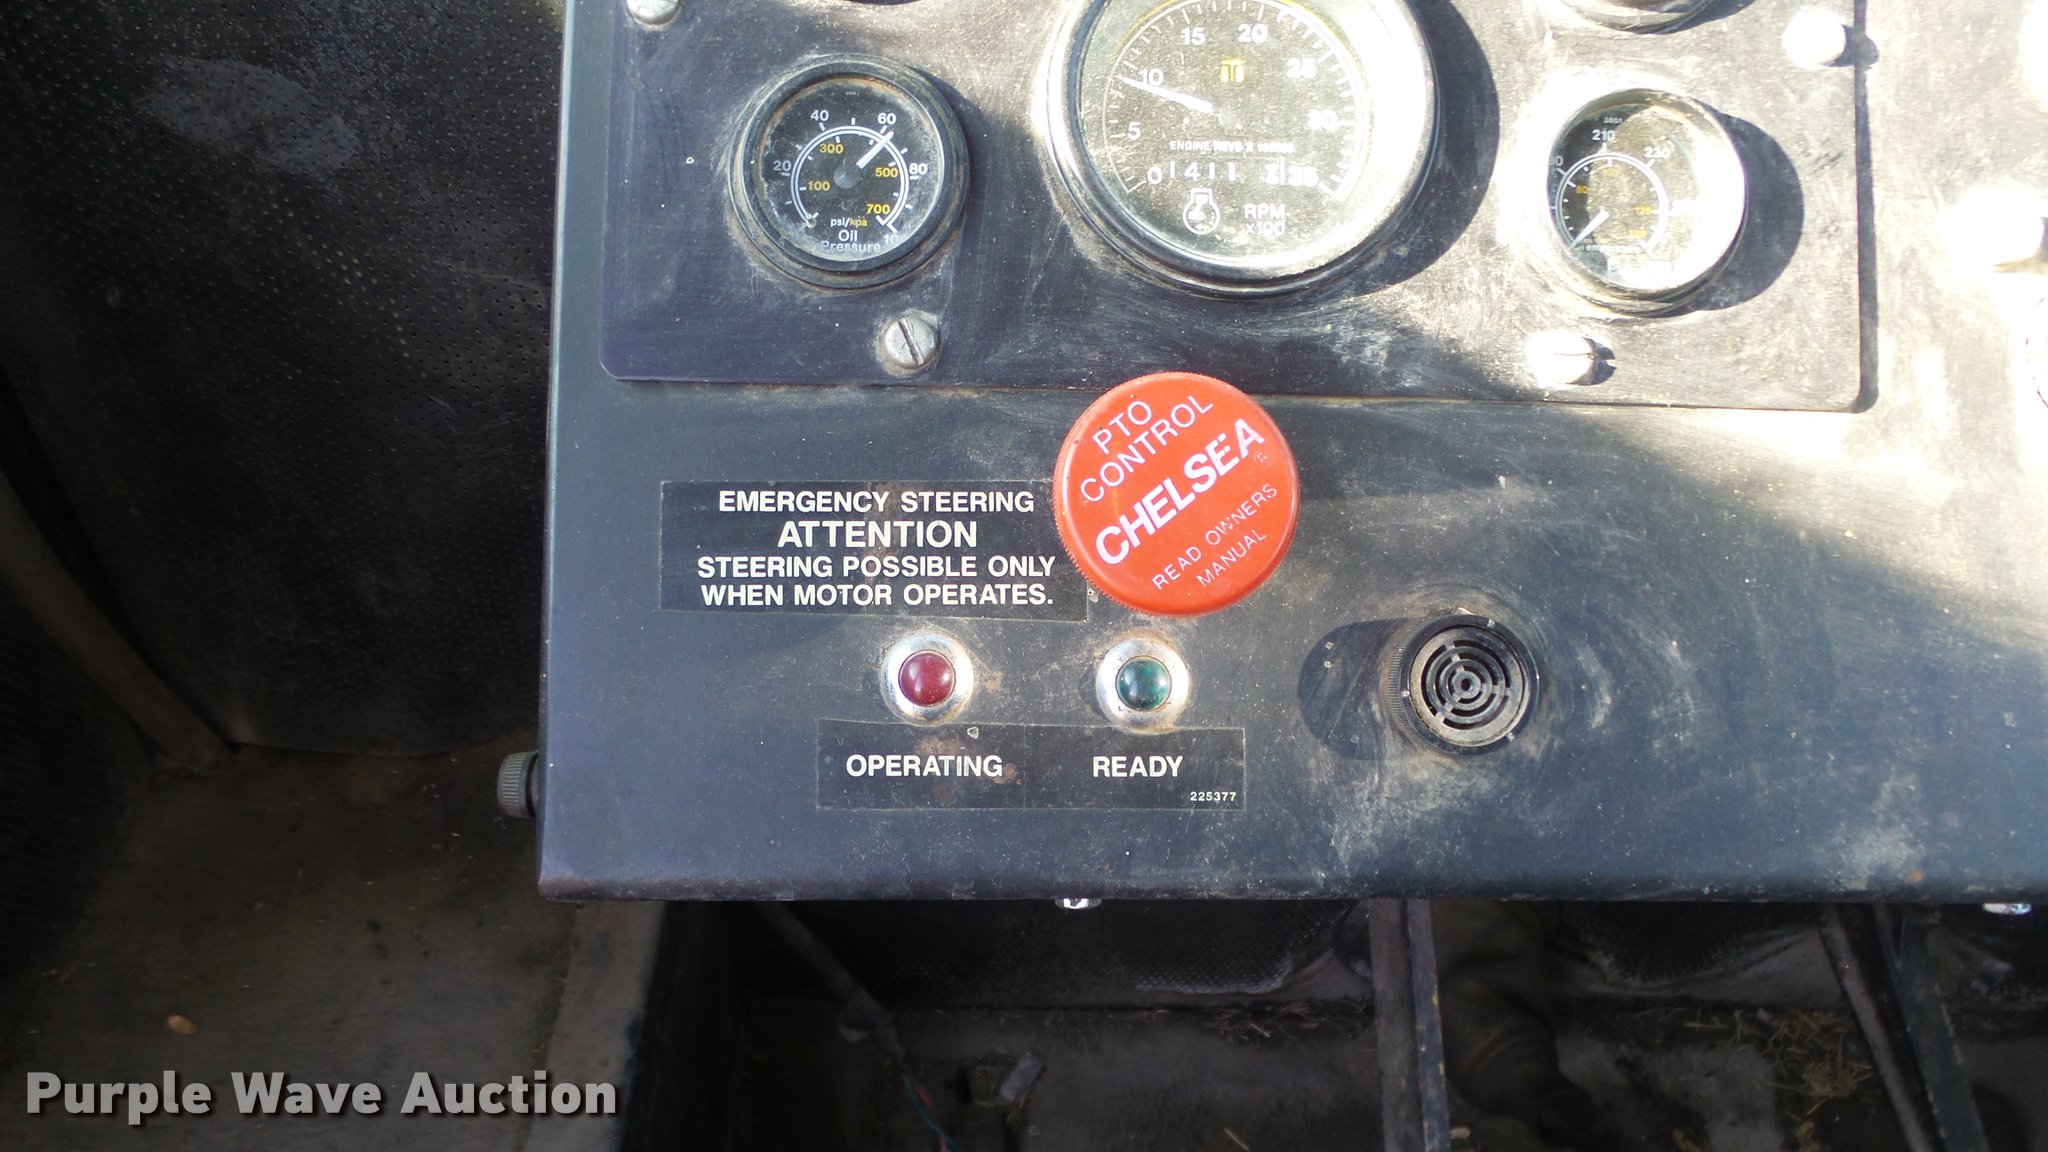 40 60
20 80
300 500
100 700
psi/kpa
Oil
Pressure
15 20
10 25
5 30
ENGINE REVS X
0 35
RPM
x100
210 230
PTO
CONTROL
CHELSEA
READ OWNERS
MANUAL
EMERGENCY STEERING
ATTENTION
STEERING POSSIBLE ONLY
WHEN MOTOR OPERATES.
OPERATING READY
225377
Purple Wave Auction